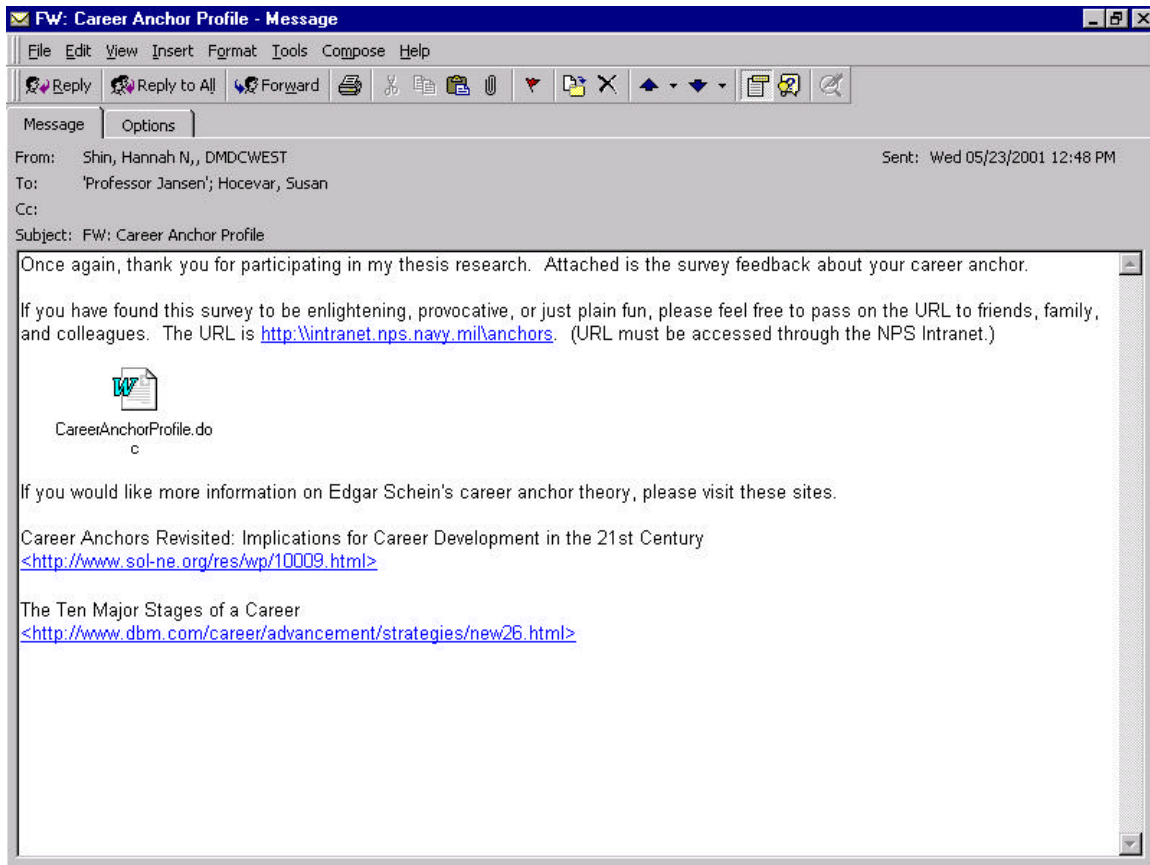 FW: Career Anchor Profile - Message
File Edit View Insert Format Tools Compose Help
Reply Reply to All Forward
Message Options
From: Shin, Hannah N,, DMDCWEST Sent: Wed 05/23/2001 12:48 PM
To: 'Professor Jansen'; Hocevar, Susan
Cc:
Subject: FW: Career Anchor Profile
Once again, thank you for participating in my thesis research. Attached is the survey feedback about your career anchor.
If you have found this survey to be enlightening, provocative, or just plain fun, please feel free to pass on the URL to friends, family,
and colleagues. The URL is http:\\intranet.nps.navy.mil\anchors. (URL must be accessed through the NPS Intranet.)
W
CareerAnchorProfile.do
c
If you would like more information on Edgar Schein's career anchor theory, please visit these sites.
Career Anchors Revisited: Implications for Career Development in the 21st Century
<http://www.sol-ne.org/res/wp/10009.html>
The Ten Major Stages of a Career
<http://www.dbm.com/career/advancement/strategies/new26.html>